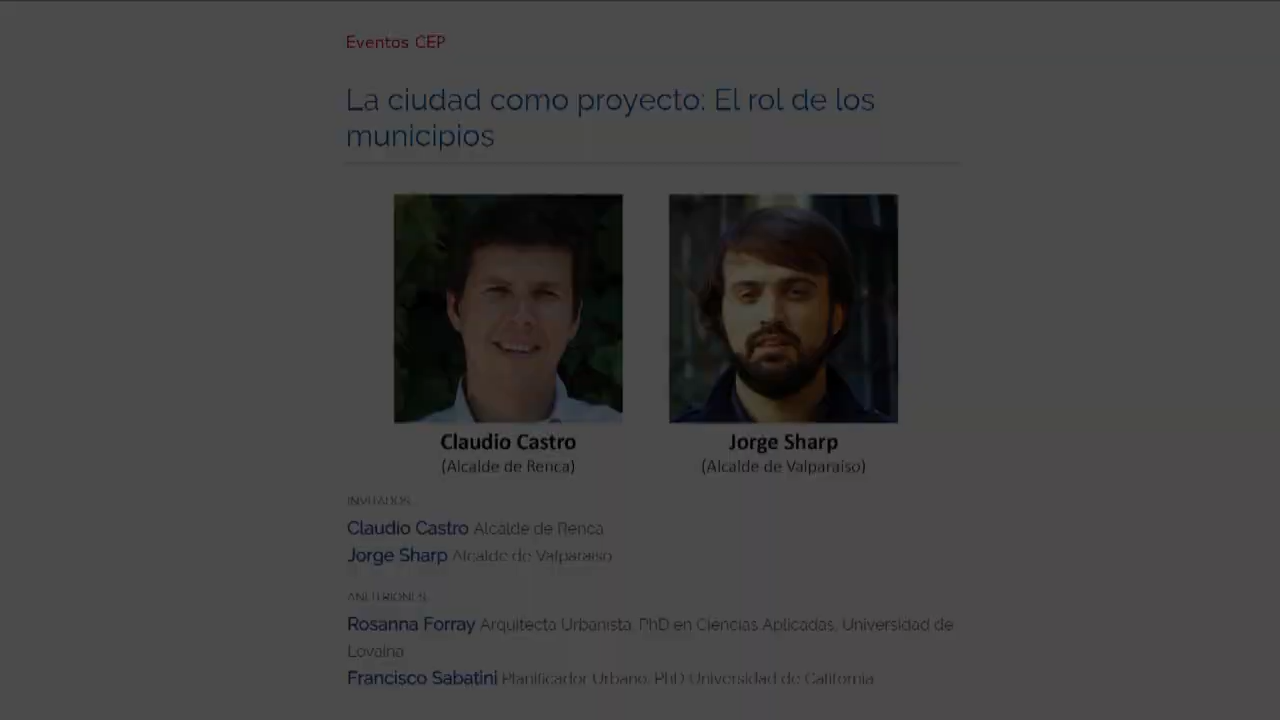 Eventos CEP
La ciudad como proyecto: El rol de los
municipios
Claudio Castro
Jorge Sharp
(Alcalde de Renca)
(Alcalde de Valparaíso)
INVITADOS
Claudio Castro Alcalde de Renca
Jorge Sharp Alcalde de Valparaíso
ANFITRIONES
Rosanna Forray Arquitecta Urbanista, PhD en Ciencias Aplicadas, Universidad de
Lovaina
Francisco Sabatini Planificador Urbano, PhD Universidad de California